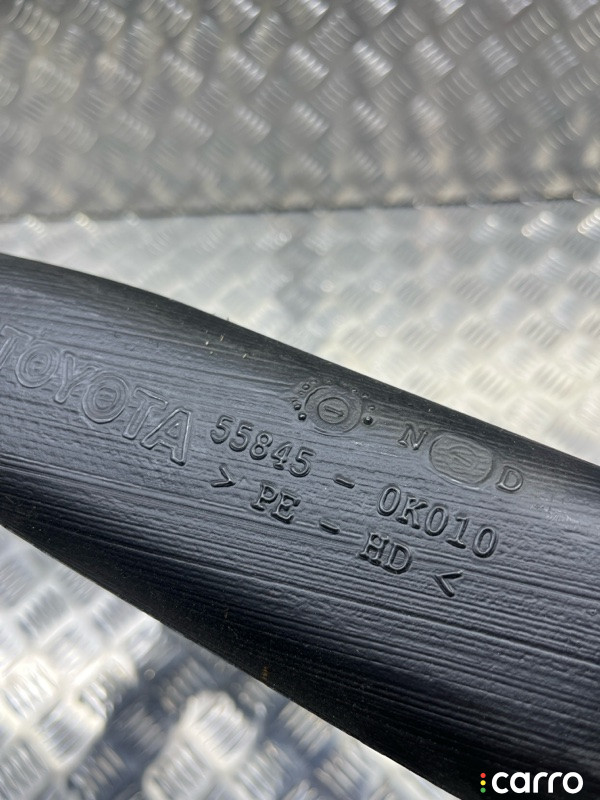 TOYOTA
55845 - 0K010
N D
> PE - HD <
carro